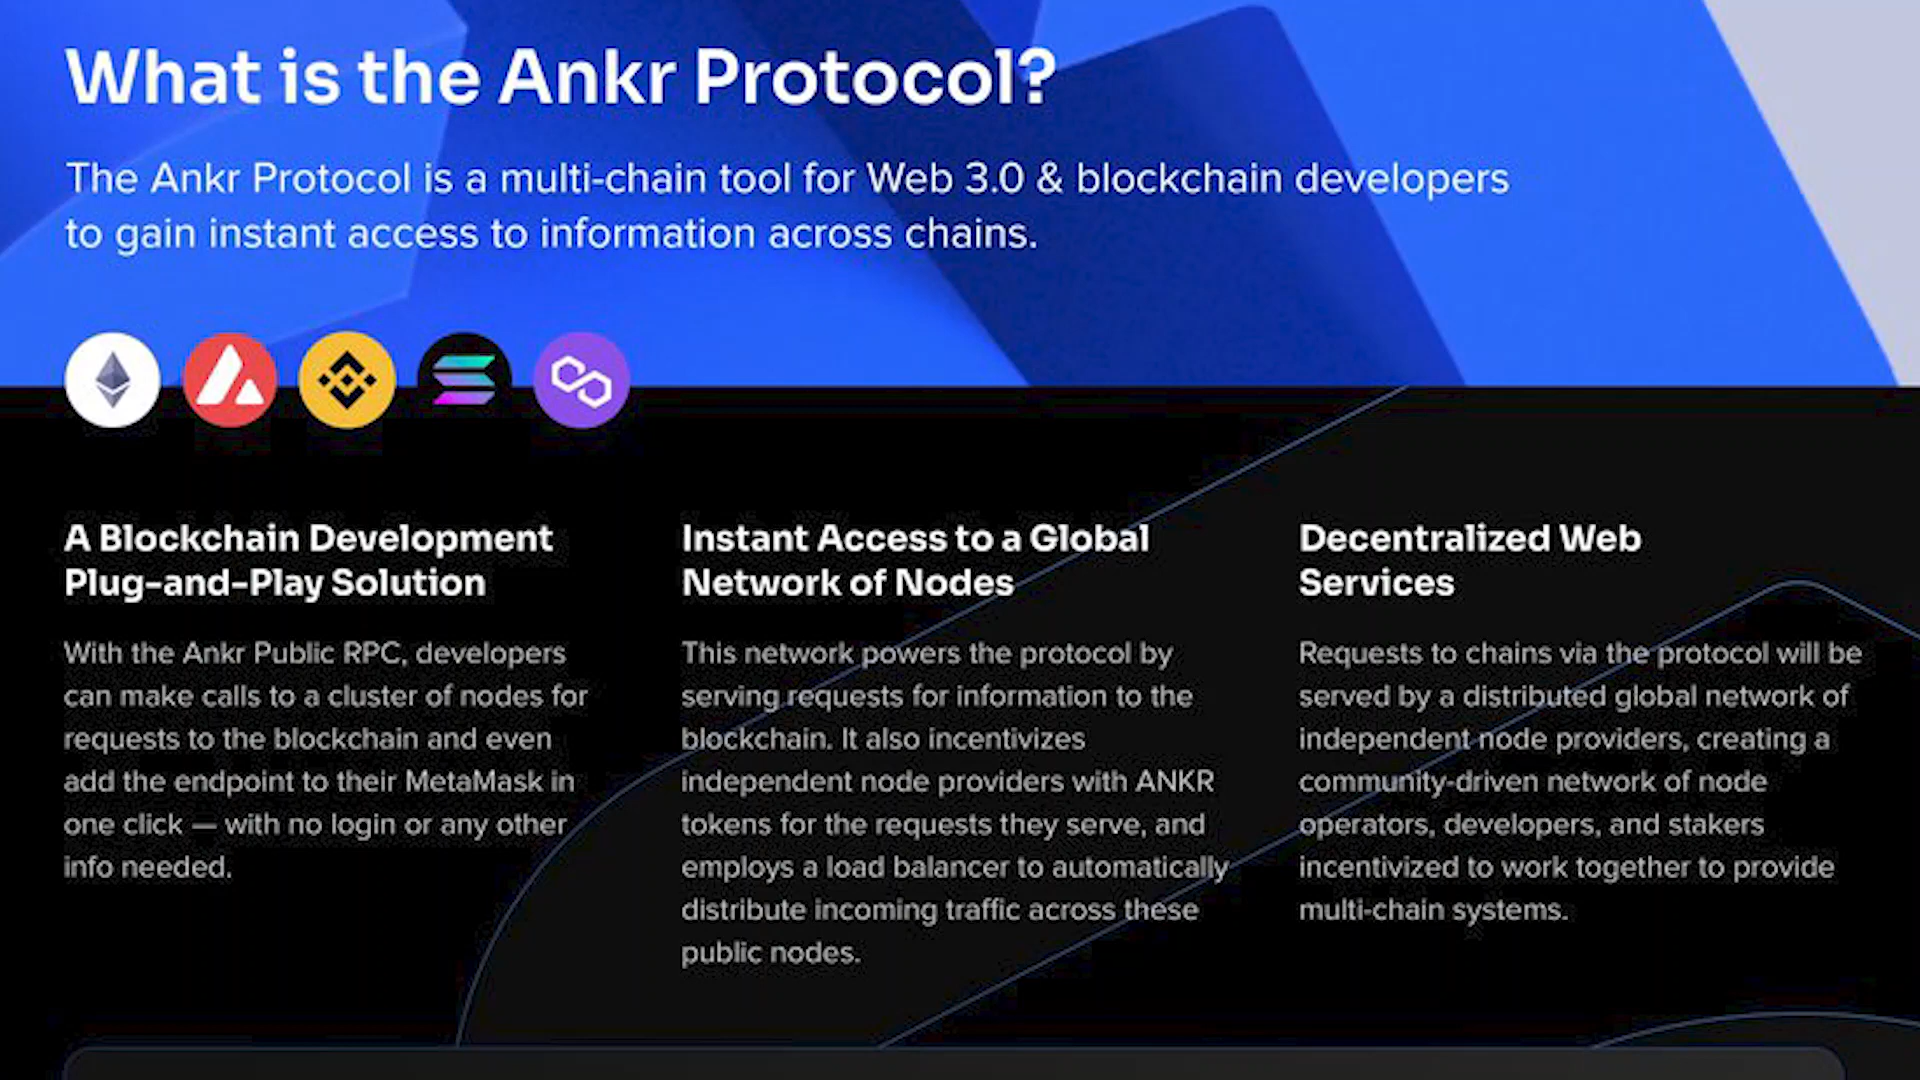 What is the Ankr Protocol?
The Ankr Protocol is a multi-chain tool for Web 3.0 & blockchain developers
to gain instant access to information across chains.
A Blockchain Development
Plug-and-Play Solution
With the Ankr Public RPC, developers
can make calls to a cluster of nodes for
requests to the blockchain and even
add the endpoint to their MetaMask in
one click — with no login or any other
info needed.
Instant Access to a Global
Network of Nodes
This network powers the protocol by
serving requests for information to the
blockchain. It also incentivizes
independent node providers with ANKR
tokens for the requests they serve, and
employs a load balancer to automatically
distribute incoming traffic across these
public nodes.
Decentralized Web
Services
Requests to chains via the protocol will be
served by a distributed global network of
independent node providers, creating a
community-driven network of node
operators, developers, and stakers
incentivized to work together to provide
multi-chain systems.